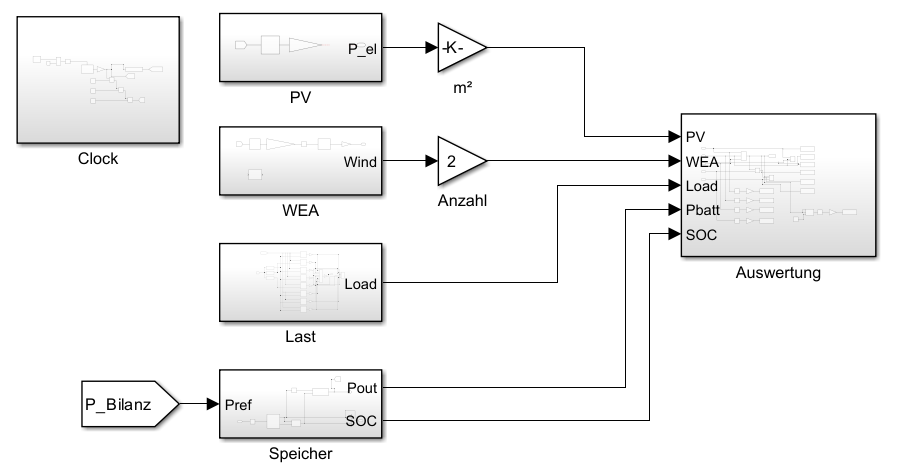 Clock
P_el
PV
-K-
m²
Wind
WEA
2
Anzahl
Load
Last
P_Bilanz
Pref
Pout
SOC
Speicher
PV
WEA
Load
Pbatt
SOC
Auswertung